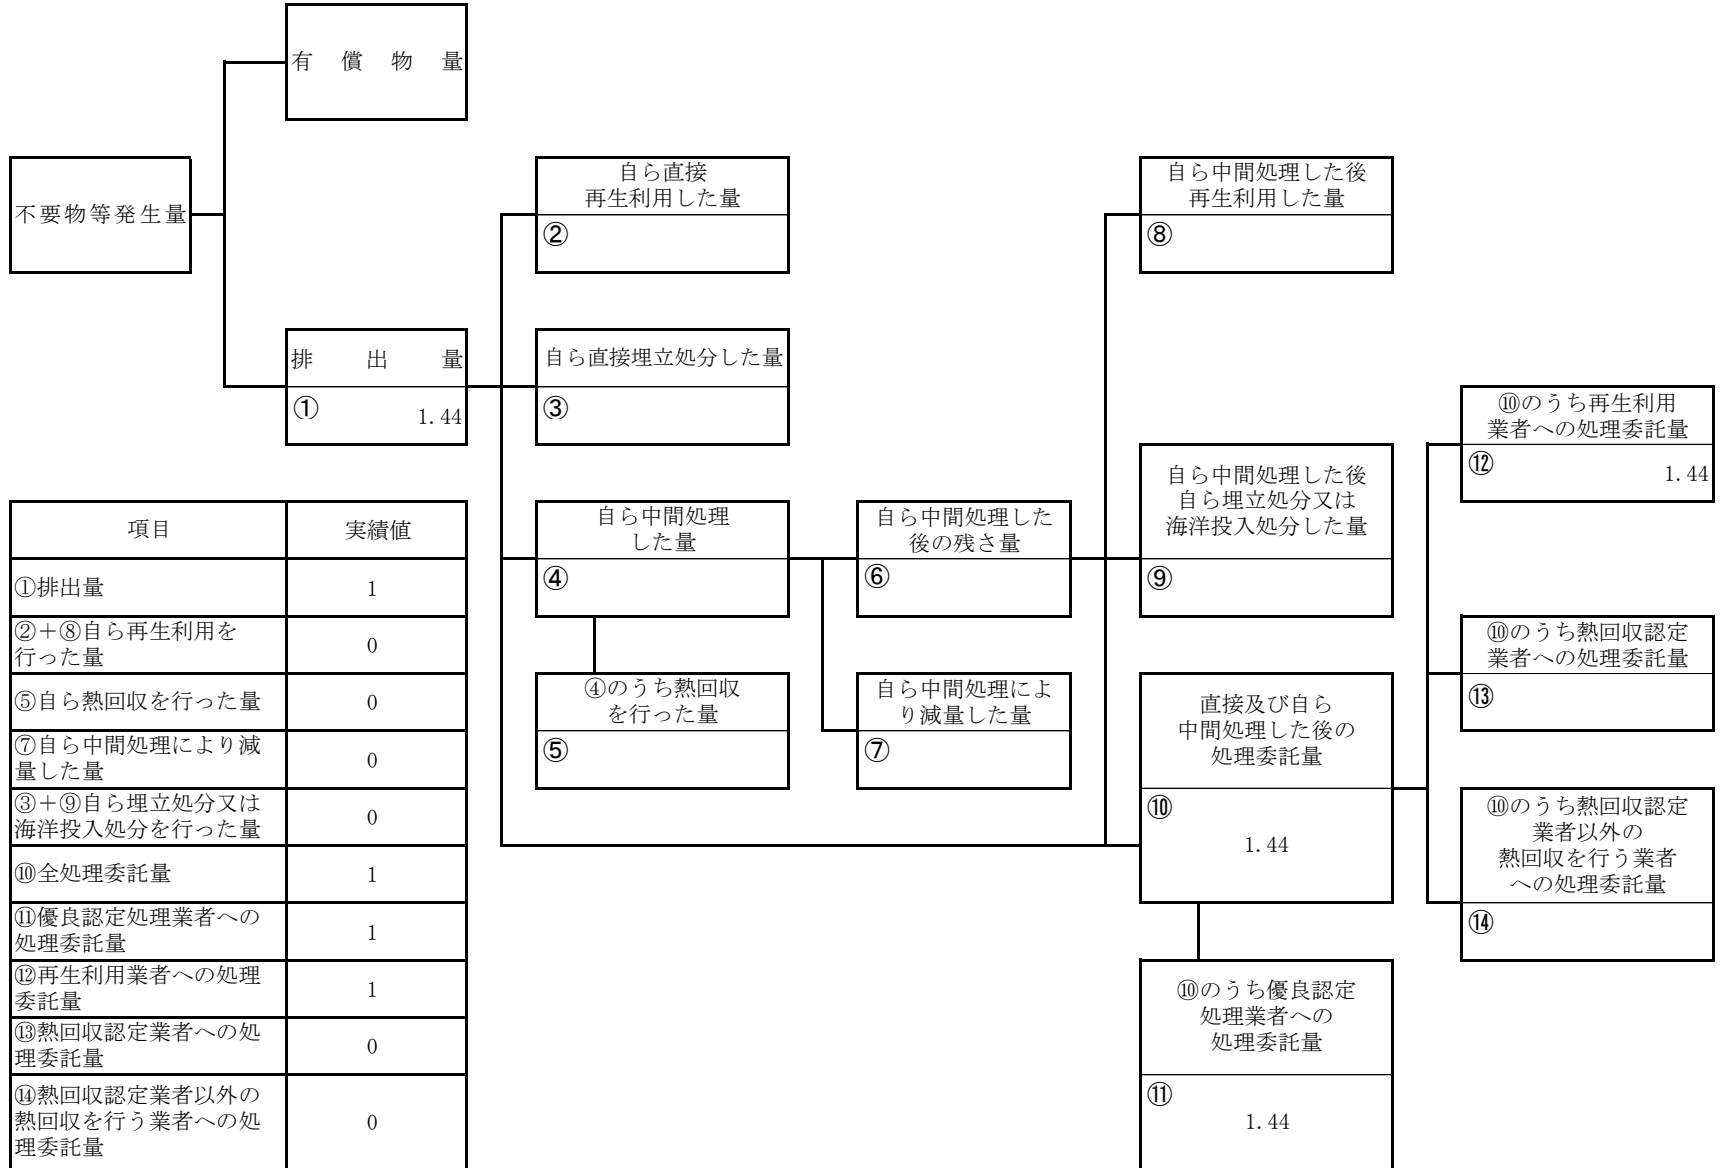 有償物量
不要物等発生量
排出量
① 1.44
自ら直接
再生利用した量
②
自ら直接埋立処分した量
③
自ら中間処理
した量
④
④のうち熱回収
を行った量
⑤
自ら中間処理した
後の残さ量
⑥
自ら中間処理によ
り減量した量
⑦
自ら中間処理した後
再生利用した量
⑧
自ら中間処理した後
自ら埋立処分又は
海洋投入処分した量
⑨
直接及び自ら
中間処理した後の
処理委託量
⑩
1.44
⑩のうち優良認定
処理業者への
処理委託量
⑪
1.44
⑩のうち再生利用
業者への処理委託量
⑫ 1.44
⑩のうち熱回収認定
業者への処理委託量
⑬
⑩のうち熱回収認定
業者以外の
熱回収を行う業者
への処理委託量
⑭
項目 実績値
①排出量 1
②＋⑧自ら再生利用を
行った量 0
⑤自ら熱回収を行った量 0
⑦自ら中間処理により減
量した量 0
③＋⑨自ら埋立処分又は
海洋投入処分を行った量 0
⑩全処理委託量 1
⑪優良認定処理業者への
処理委託量 1
⑫再生利用業者への処理
委託量 1
⑬熱回収認定業者への処
理委託量 0
⑭熱回収認定業者以外の
熱回収を行う業者への処 0
理委託量